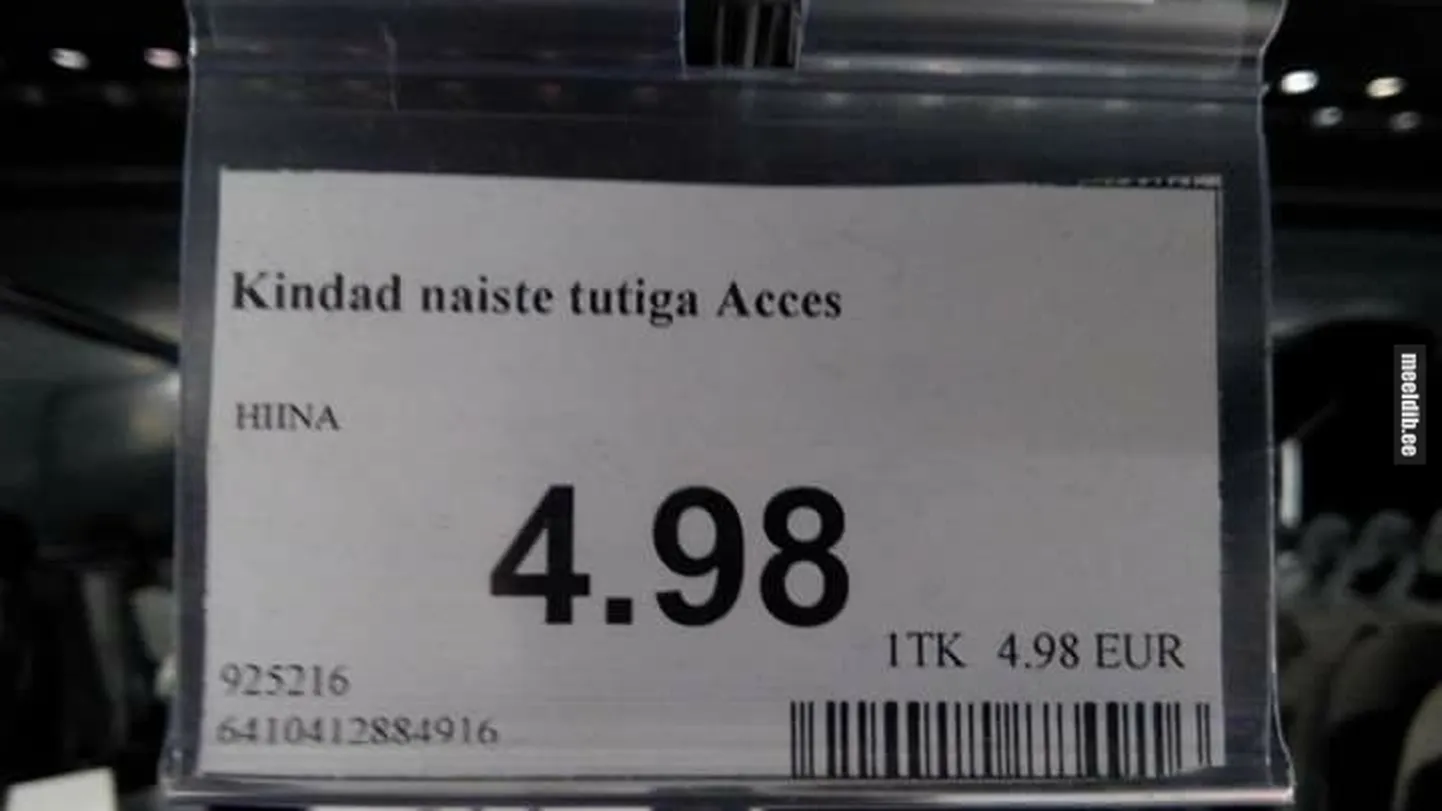 Kindad naiste tutiga Acces
HIINA
4.98
1TK 4.98 EUR
925216
6410412884916
meeldib.ee